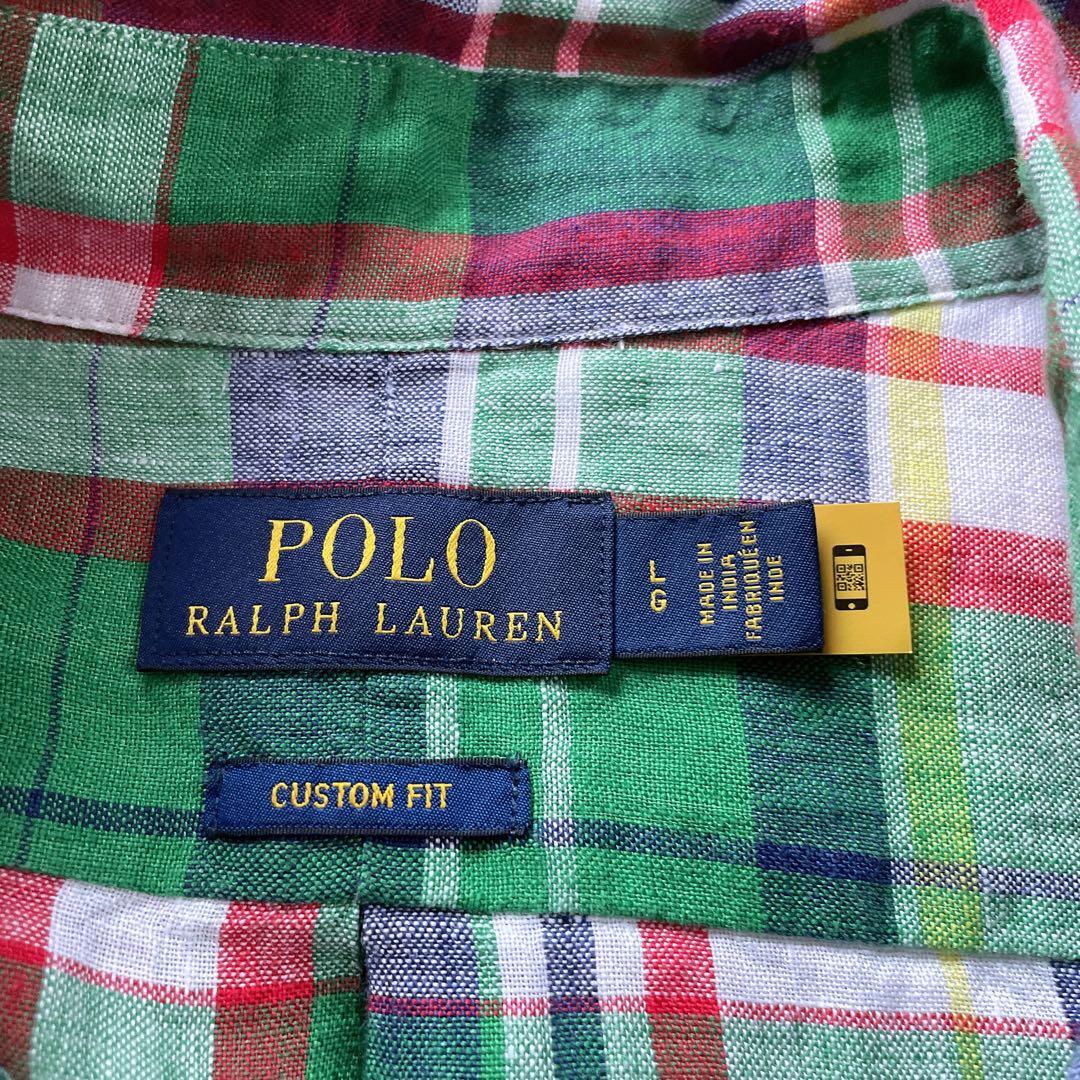 POLO
RALPH LAUREN
L
G
MADE IN
INDIA
FABRIQUÉ EN
INDE
CUSTOM FIT